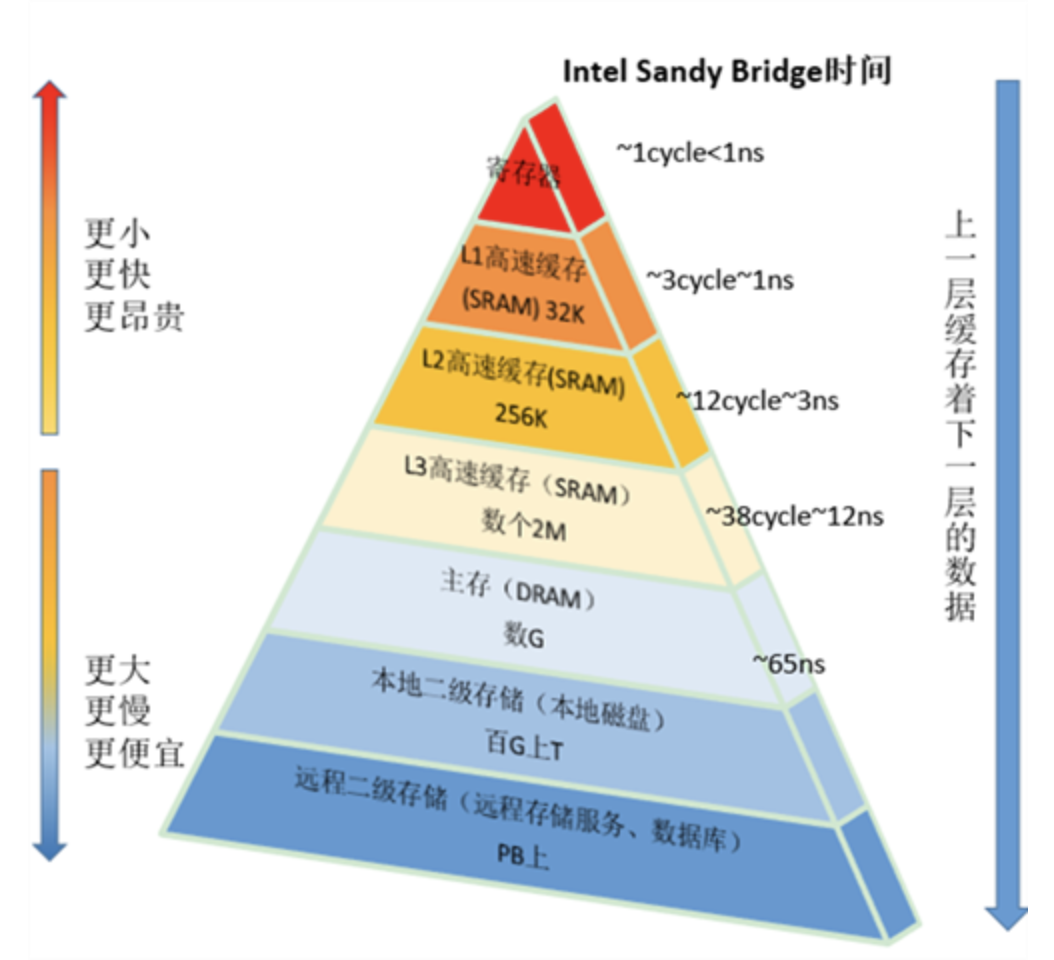 Intel Sandy Bridge时间
寄存器
~1cycle<1ns
L1高速缓存
(SRAM) 32K
~3cycle~1ns
L2高速缓存(SRAM)
256K
~12cycle~3ns
L3高速缓存（SRAM）
数个2M
~38cycle~12ns
主存（DRAM）
数G
~65ns
本地二级存储（本地磁盘）
百G上T
远程二级存储（远程存储服务、数据库）
PB上
更小
更快
更昂贵
更大
更慢
更便宜
上一层缓存着下一层的数据